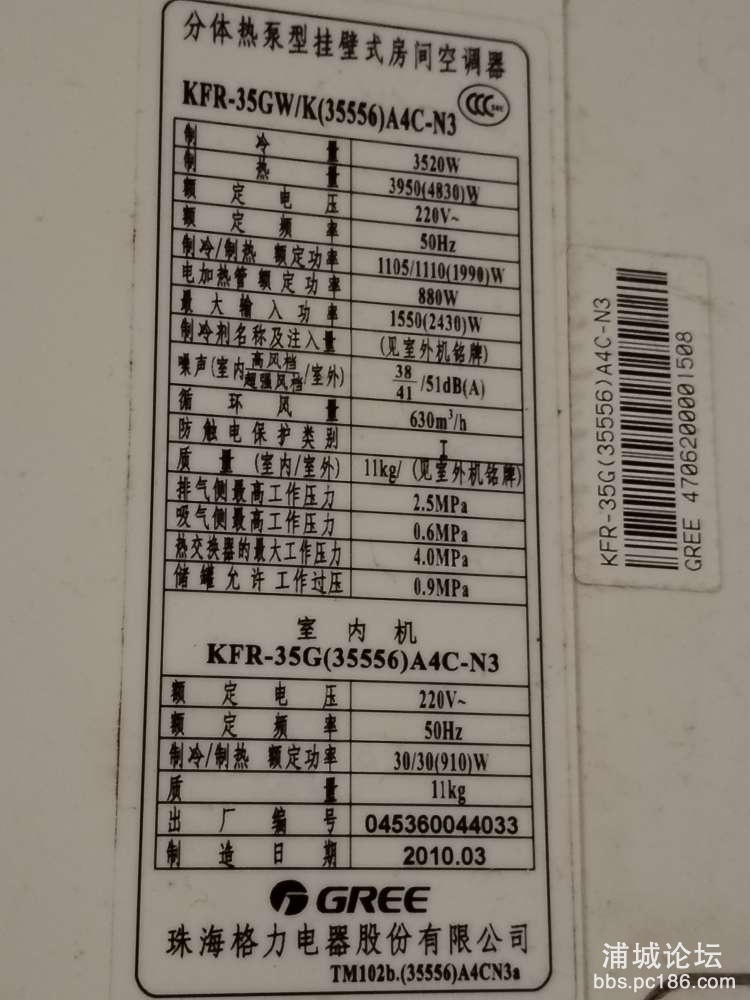 分体热泵型挂壁式房间空调器
KFR-35GW/K(35556)A4C-N3
制冷量 3520W
制热量 3950(4830)W
额定电压 220V~
额定频率 50Hz
制冷/制热 额定功率 1105/1110(1990)W
电加热管 额定功率 880W
最大输入功率 1550(2430)W
制冷剂名称及注入量 (见室外机铭牌)
噪声(室内高风档/超强风档/室外) 38/41 /51dB(A)
循环风量 630m³/h
防触电保护类别 I
质量(室内/室外) 11kg/ (见室外机铭牌)
排气侧最高工作压力 2.5MPa
吸气侧最高工作压力 0.6MPa
热交换器的最大工作压力 4.0MPa
储罐允许工作过压 0.9MPa
室内机
KFR-35G(35556)A4C-N3
额定电压 220V~
额定频率 50Hz
制冷/制热 额定功率 30/30(910)W
质量 11kg
出厂编号 045360044033
制造日期 2010.03
GREE
珠海格力电器股份有限公司
TM102b.(35556)A4CN3a
KFR-35G(35556)A4C-N3
GREE 4706200001508
浦城论坛
bbs.pc186.com